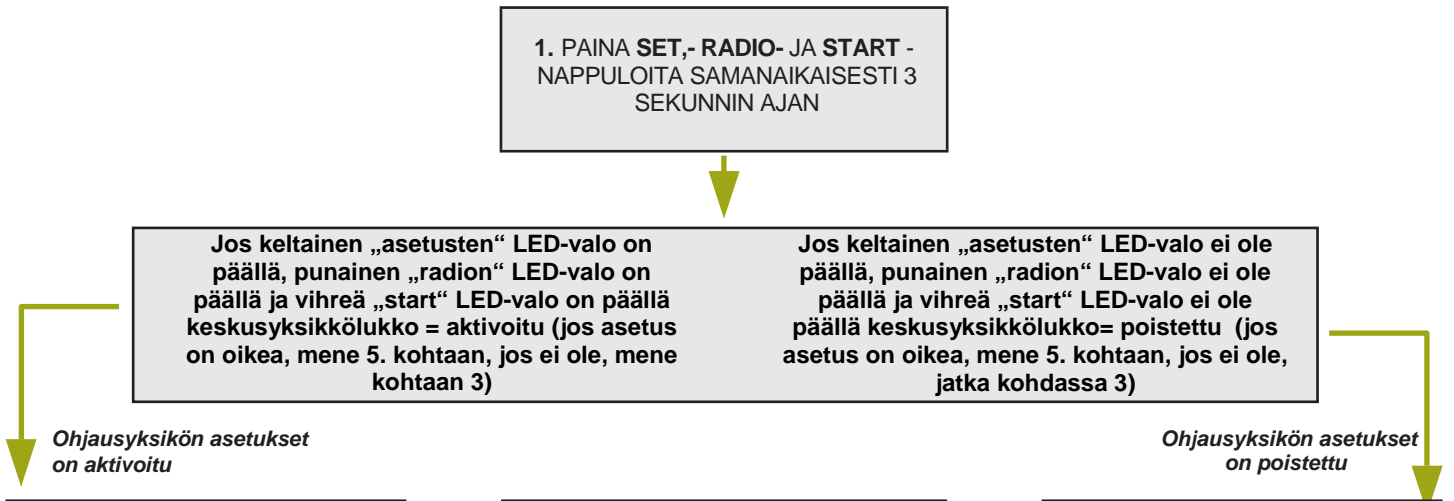 1. PAINA SET,- RADIO- JA START -
NAPPULOITA SAMANAIKAISESTI 3
SEKUNNIN AJAN
Jos keltainen „asetusten“ LED-valo on
päällä, punainen „radion“ LED-valo on
päällä ja vihreä „start“ LED-valo on päällä
keskusyksikkölukko = aktivoitu (jos asetus
on oikea, mene 5. kohtaan, jos ei ole, mene
kohtaan 3)
Jos keltainen „asetusten“ LED-valo ei ole
päällä, punainen „radion“ LED-valo ei ole
päällä ja vihreä „start“ LED-valo ei ole
päällä keskusyksikkölukko= poistettu (jos
asetus on oikea, mene 5. kohtaan, jos ei ole,
jatka kohdassa 3)
Ohjausyksikön asetukset
on aktivoitu
Ohjausyksikön asetukset
on poistettu